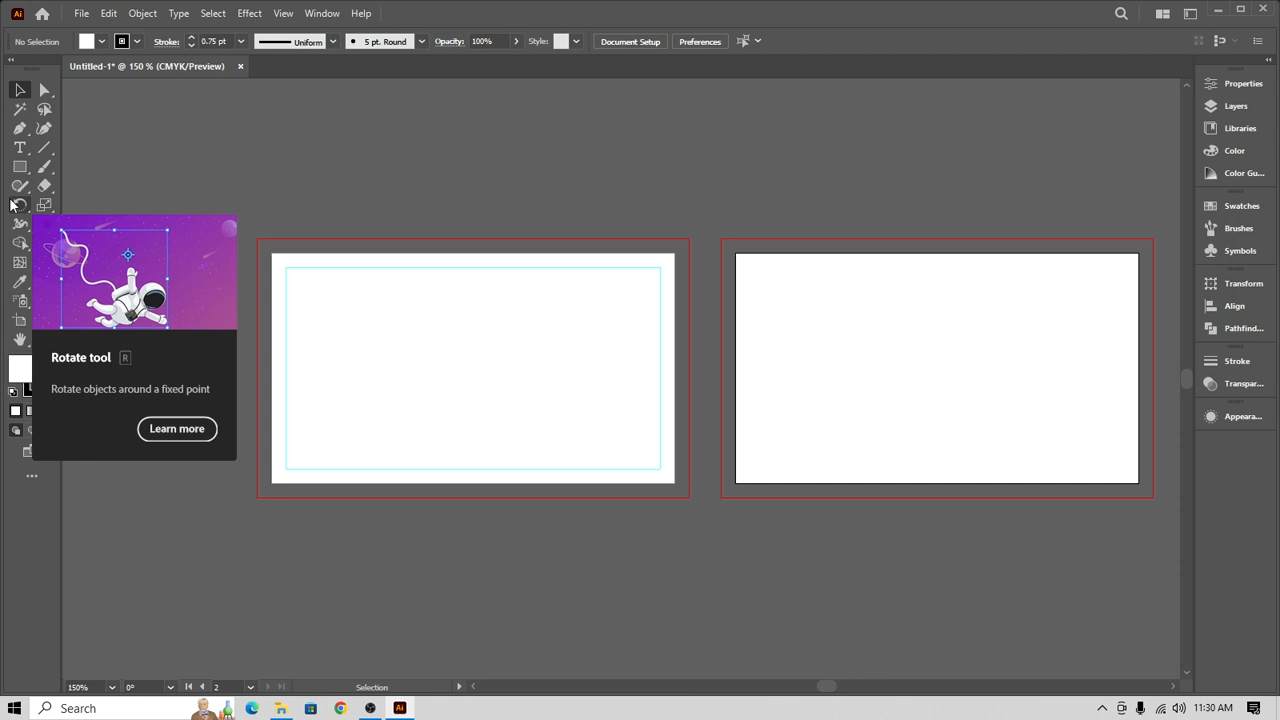 Ai File Edit Object Type Select Effect View Window Help
No Selection Stroke: 0.75 pt Uniform 5 pt. Round Opacity: 100% Style: Document Setup Preferences
Untitled-1* @ 150 % (CMYK/Preview) ×
Properties
Layers
Libraries
Color
Color Gu...
Swatches
Brushes
Symbols
Transform
Align
Pathfind...
Stroke
Transpar...
Appeara...
Rotate tool R
Rotate objects around a fixed point
Learn more
150% 0° 2 Selection
Search Ai 11:30 AM